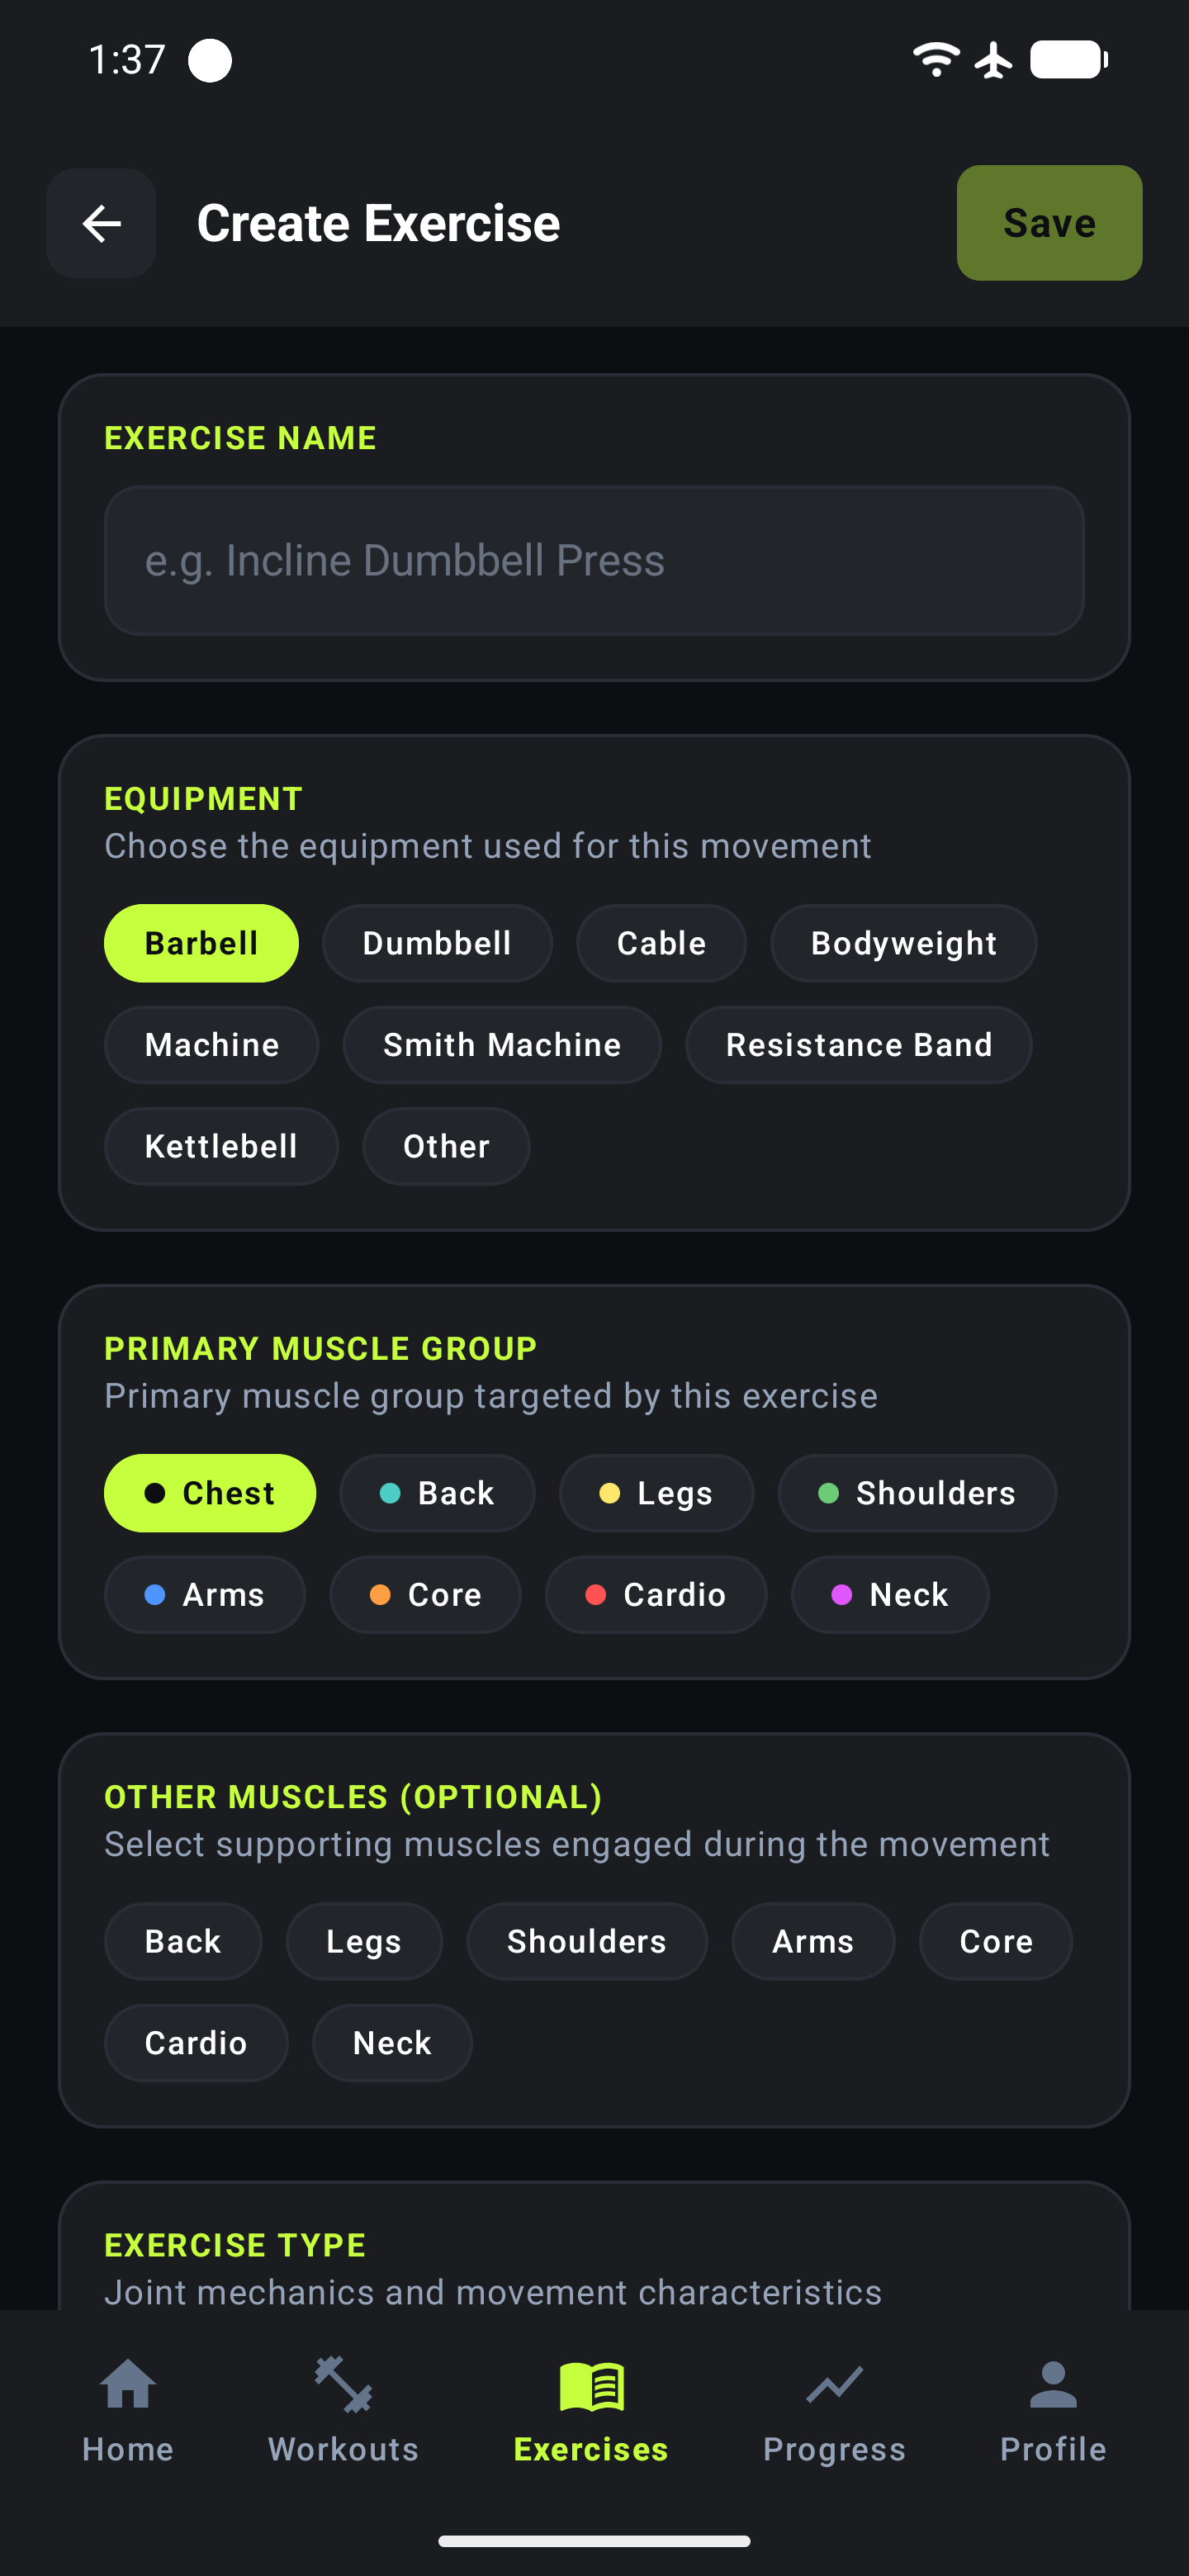 1:37
Create Exercise
Save
EXERCISE NAME
e.g. Incline Dumbbell Press
EQUIPMENT
Choose the equipment used for this movement
Barbell Dumbbell Cable Bodyweight
Machine Smith Machine Resistance Band
Kettlebell Other
PRIMARY MUSCLE GROUP
Primary muscle group targeted by this exercise
Chest Back Legs Shoulders
Arms Core Cardio Neck
OTHER MUSCLES (OPTIONAL)
Select supporting muscles engaged during the movement
Back Legs Shoulders Arms Core
Cardio Neck
EXERCISE TYPE
Joint mechanics and movement characteristics
Home Workouts Exercises Progress Profile